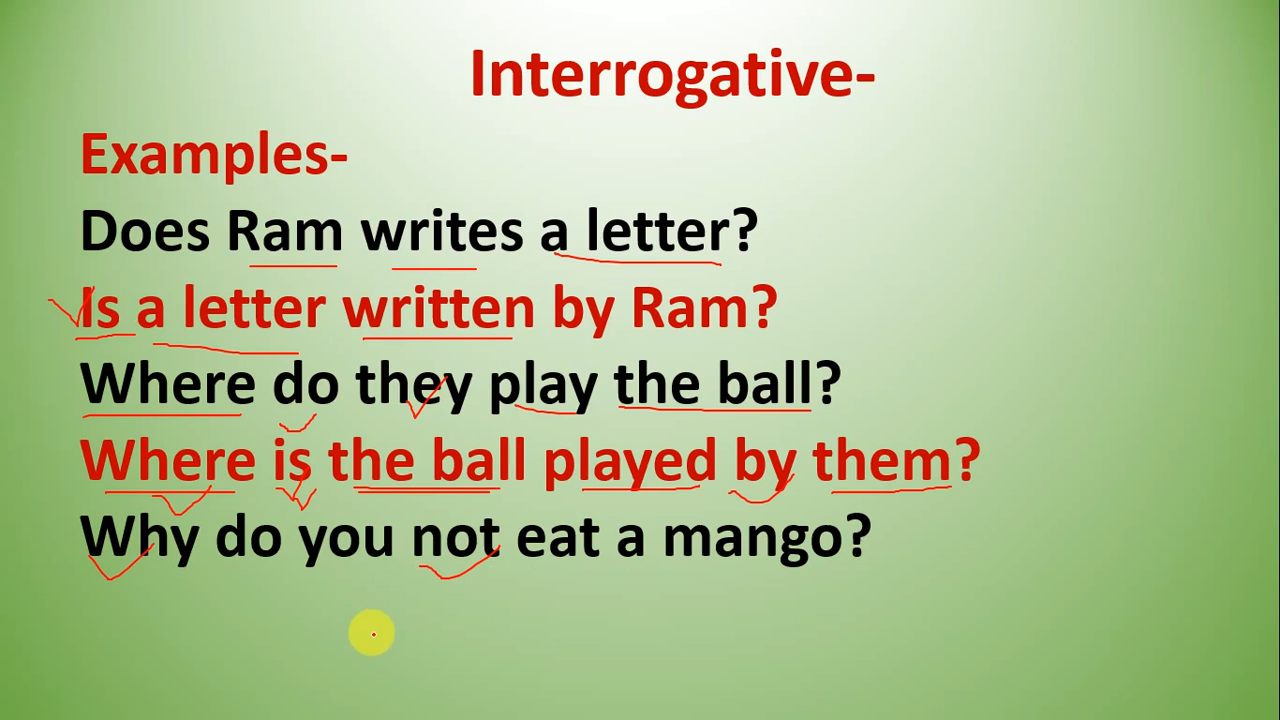 Interrogative-
Examples-
Does Ram writes a letter?
Is a letter written by Ram?
Where do they play the ball?
Where is the ball played by them?
Why do you not eat a mango?